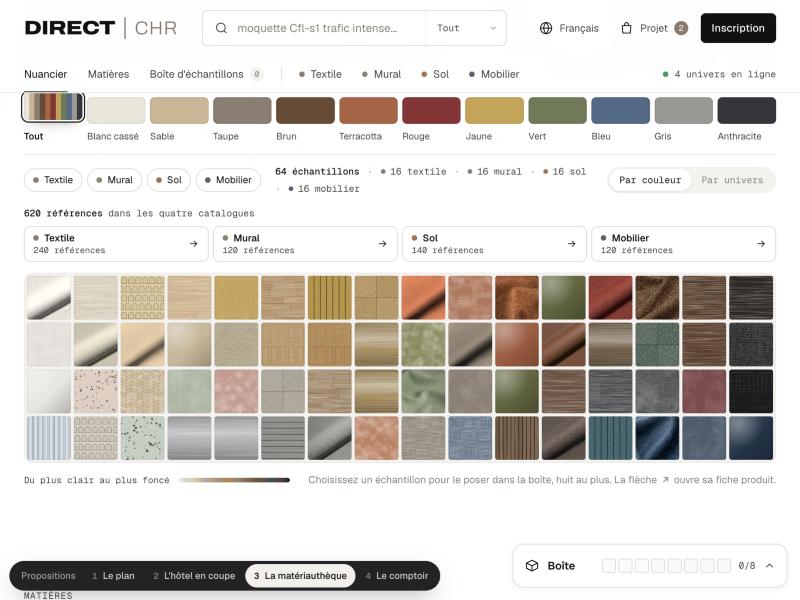 DIRECT | CHR
moquette Cfl-s1 trafic intense...
Tout
Français
Projet 2
Inscription
Nuancier
Matières
Boîte d'échantillons 0
Textile
Mural
Sol
Mobilier
4 univers en ligne
Tout
Blanc cassé
Sable
Taupe
Brun
Terracotta
Rouge
Jaune
Vert
Bleu
Gris
Anthracite
Textile
Mural
Sol
Mobilier
64 échantillons · 16 textile · 16 mural · 16 sol
· 16 mobilier
Par couleur
Par univers
620 références dans les quatre catalogues
Textile
240 références
→
Mural
120 références
→
Sol
140 références
→
Mobilier
120 références
→
Du plus clair au plus foncé
Choisissez un échantillon pour le poser dans la boîte, huit au plus. La flèche ↗ ouvre sa fiche produit.
Propositions
1 Le plan
2 L'hôtel en coupe
3 La matériauthèque
4 Le comptoir
Boîte
0/8
MATIÈRES